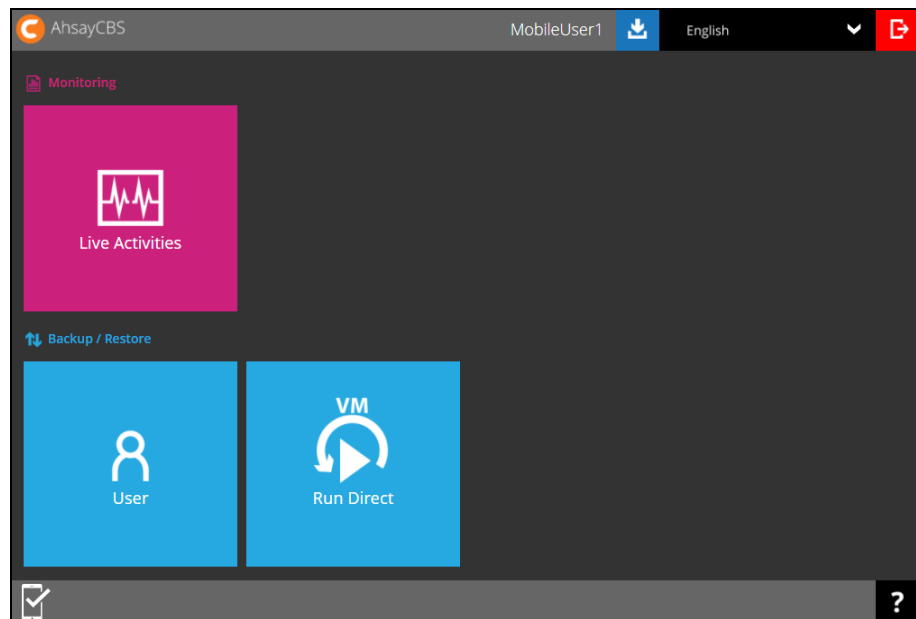 AhsayCBS
MobileUser1
English
Monitoring
Live Activities
Backup / Restore
User
VM
Run Direct
?